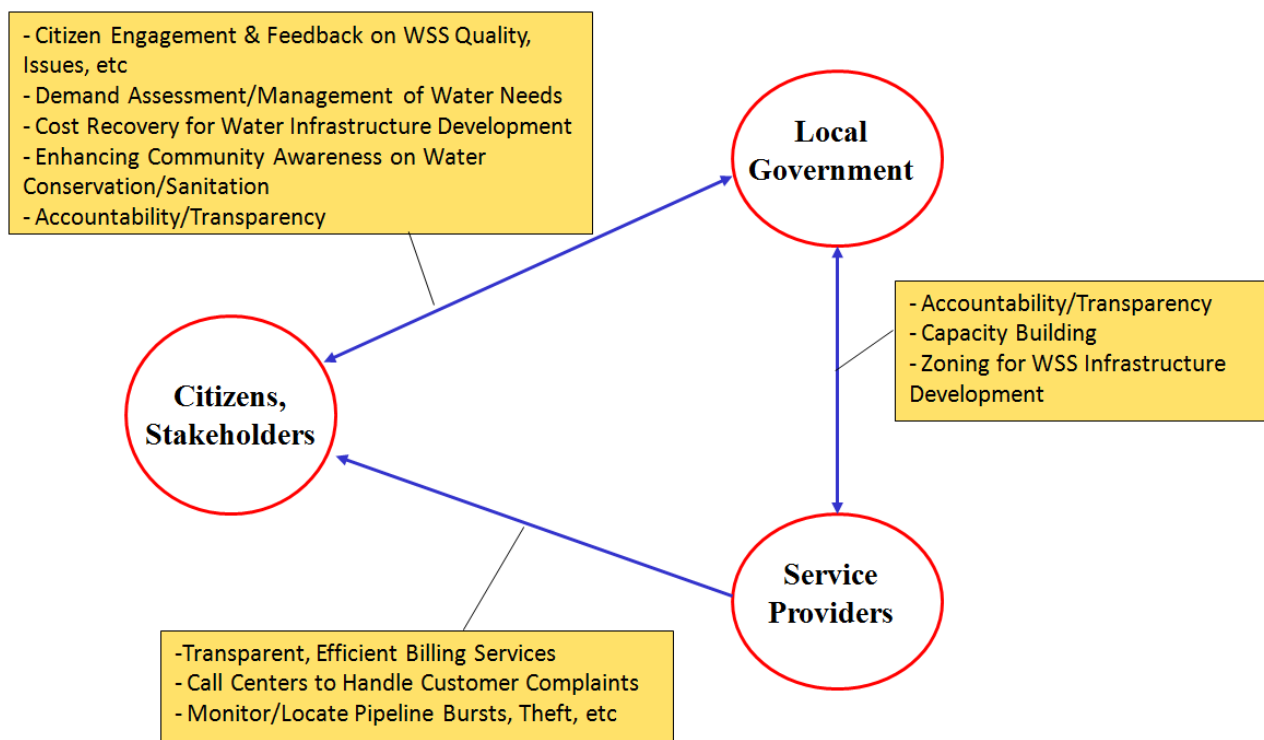 - Citizen Engagement & Feedback on WSS Quality,
Issues, etc
- Demand Assessment/Management of Water Needs
- Cost Recovery for Water Infrastructure Development
- Enhancing Community Awareness on Water
Conservation/Sanitation
- Accountability/Transparency
Local
Government
- Accountability/Transparency
- Capacity Building
- Zoning for WSS Infrastructure
Development
Citizens,
Stakeholders
Service
Providers
-Transparent, Efficient Billing Services
- Call Centers to Handle Customer Complaints
- Monitor/Locate Pipeline Bursts, Theft, etc